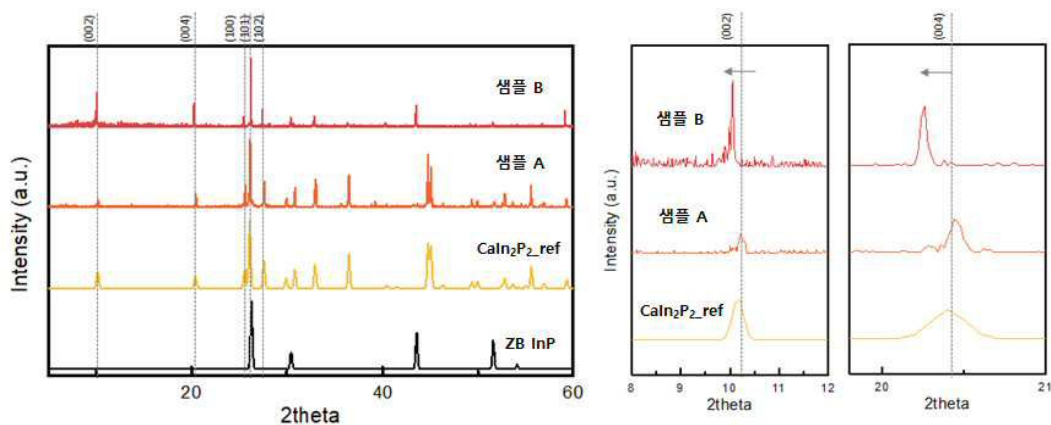 (002)
(004)
(100)
(101)
(102)
샘플 B
샘플 A
CaIn₂P₂_ref
ZB InP
Intensity (a.u.)
20
40
60
2theta
(002)
(004)
샘플 B
샘플 A
CaIn₂P₂_ref
Intensity (a.u.)
8
9
10
11
12
2theta
20
21
2theta